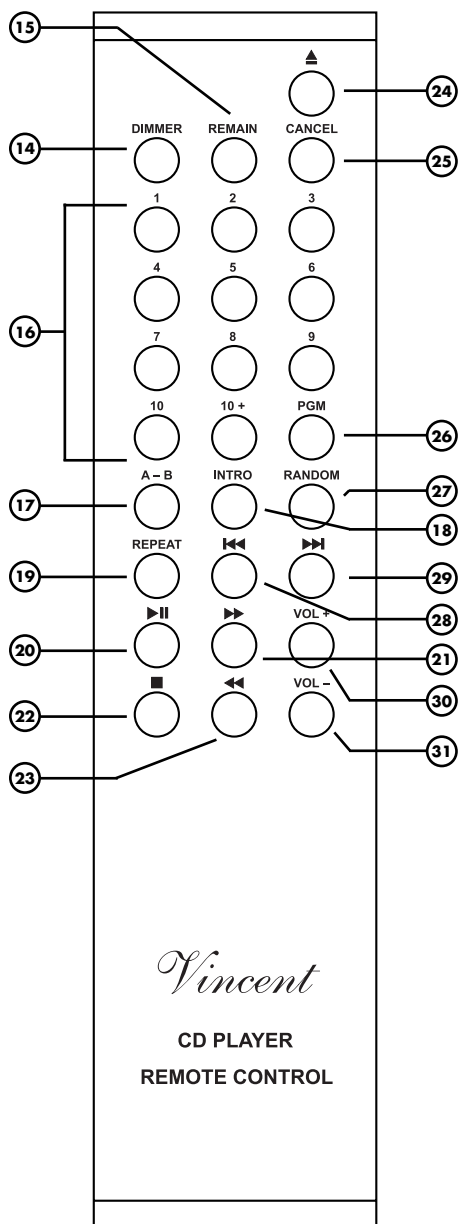 15
▲
24
DIMMER REMAIN CANCEL
14
25
1 2 3
4 5 6
16
7 8 9
10 10 + PGM
26
A – B INTRO RANDOM
17
27
18
REPEAT
19
29
28
VOL +
20
21
30
VOL –
22
31
23
Vincent
CD PLAYER
REMOTE CONTROL